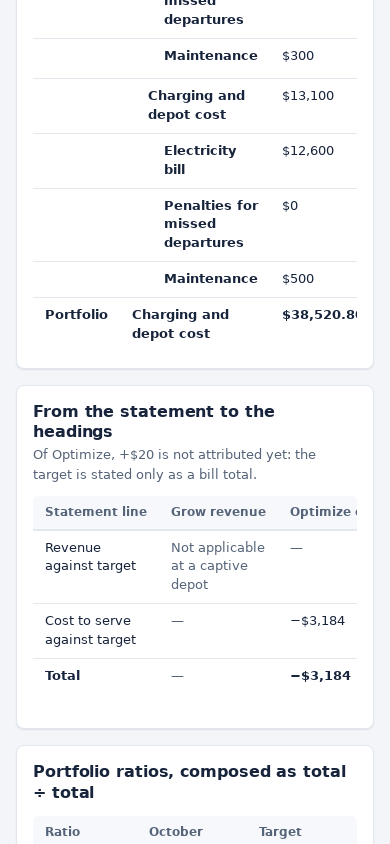 missed
departures
Maintenance $300
Charging and $13,100
depot cost
Electricity $12,600
bill
Penalties for $0
missed
departures
Maintenance $500
Portfolio Charging and $38,520.80
depot cost
From the statement to the
headings
Of Optimize, +$20 is not attributed yet: the
target is stated only as a bill total.
Statement line Grow revenue Optimize
Revenue Not applicable —
against target at a captive
depot
Cost to serve — −$3,184
against target
Total — −$3,184
Portfolio ratios, composed as total
÷ total
Ratio October Target